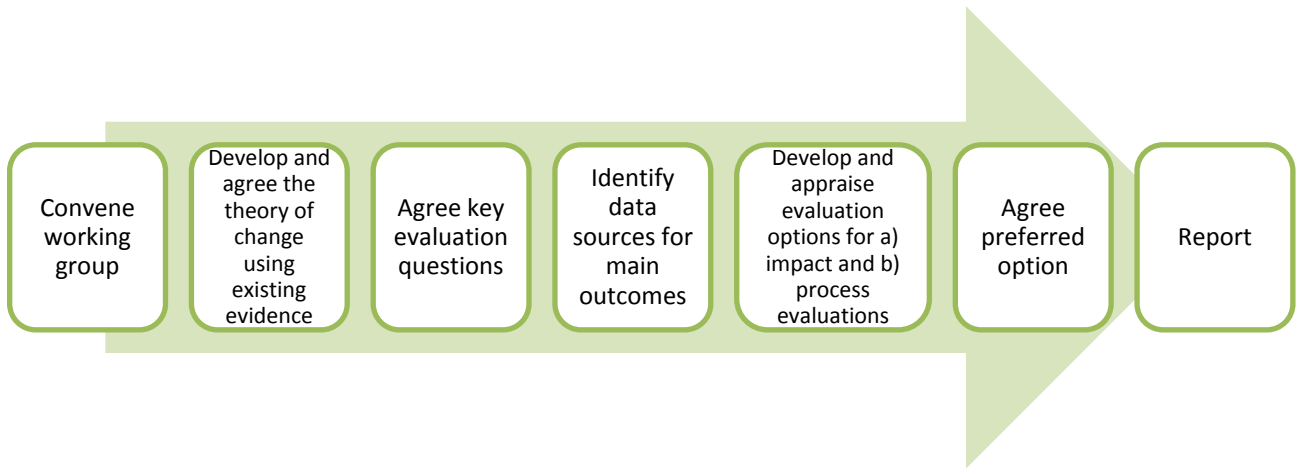 Convene
working
group
Develop and
agree the
theory of
change
using
existing
evidence
Agree key
evaluation
questions
Identify
data
sources for
main
outcomes
Develop and
appraise
evaluation
options for a)
impact and b)
process
evaluations
Agree
preferred
option
Report